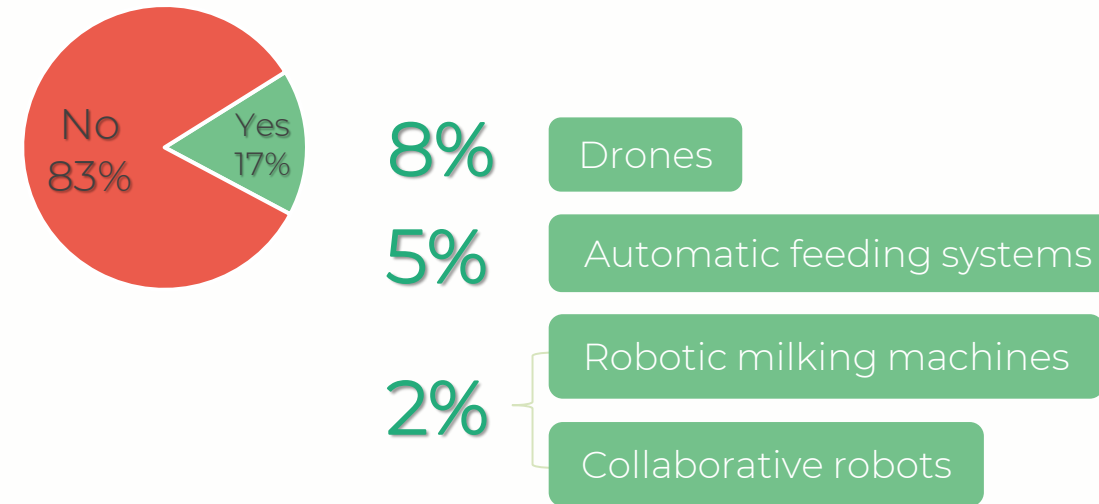 No
83%
Yes
17%
8%
Drones
5%
Automatic feeding systems
2%
Robotic milking machines
Collaborative robots